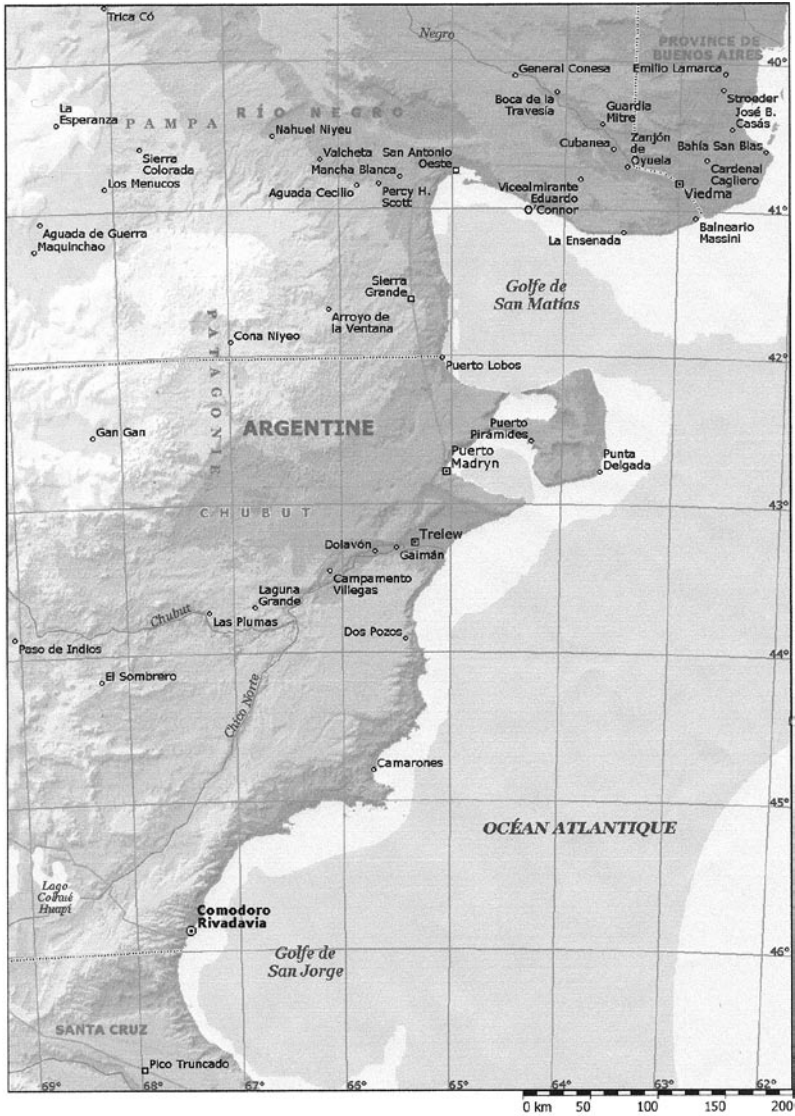 Trica Có
Negro
PROVINCE DE
BUENOS AIRES
40°
General Conesa
Emilio Lamarca
Boca de la
Travesía
Stroeder
La
Esperanza
PAMPA
RÍO NEGRO
Guardia
Mitre
José B.
Casás
Nahuel Niyeu
Cubanea
Zanjón
de
Oyuela
Bahía San Blas
Sierra
Colorada
Valcheta
San Antonio
Oeste
Mancha Blanca
Cardenal
Cagliero
Los Menucos
Aguada Cecilio
Percy H.
Scott
Vicealmirante
Eduardo
O'Connor
Viedma
41°
Aguada de Guerra
Maquinchao
La Ensenada
Balneario
Massini
Sierra
Grande
Golfe de
San Matías
Arroyo de
la Ventana
PATAGONIE
Cona Niyeo
Puerto Lobos
42°
Gan Gan
ARGENTINE
Puerto
Pirámides
Puerto
Madryn
Punta
Delgada
43°
CHUBUT
Trelew
Dolavón
Gaimán
Campamento
Villegas
Laguna
Grande
Chubut
Las Plumas
Dos Pozos
Paso de Indios
44°
El Sombrero
Chico Norte
Camarones
45°
OCÉAN ATLANTIQUE
Lago
Huapí
Comodoro
Rivadavia
Golfe de
San Jorge
46°
SANTA CRUZ
Pico Truncado
69°
68°
67°
66°
65°
64°
63°
62°
0 km
50
100
150
200